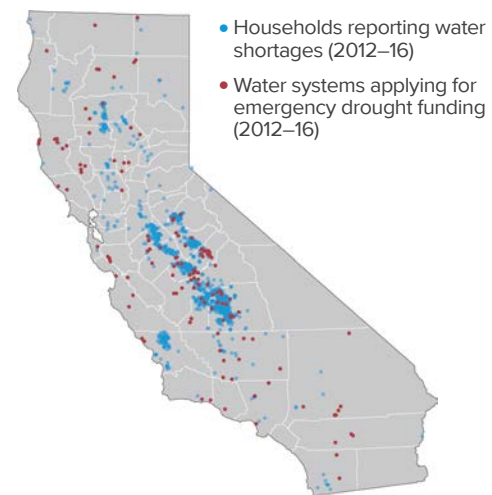 Households reporting water
shortages (2012–16)
Water systems applying for
emergency drought funding
(2012–16)